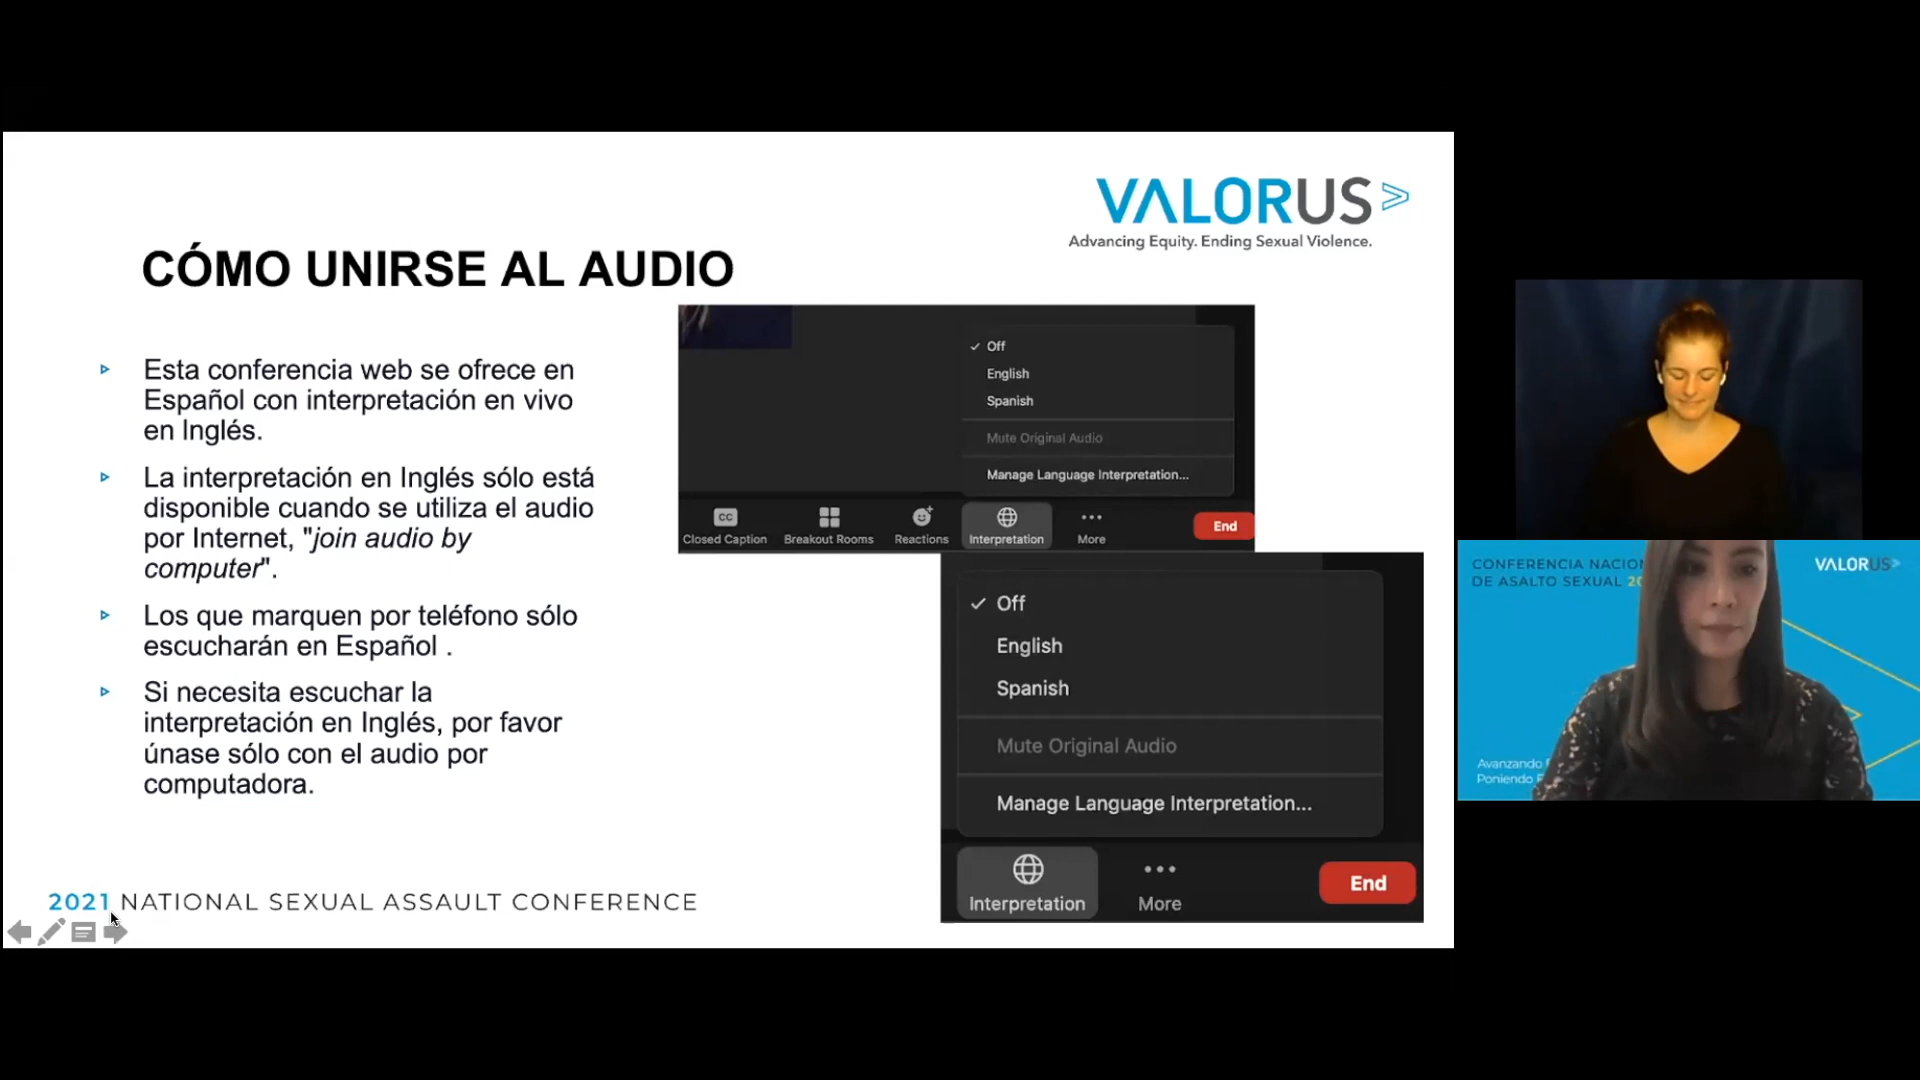 VALORUS
Advancing Equity. Ending Sexual Violence.
CÓMO UNIRSE AL AUDIO
Esta conferencia web se ofrece en
Español con interpretación en vivo
en Inglés.
La interpretación en Inglés sólo está
disponible cuando se utiliza el audio
por Internet, "join audio by
computer".
Los que marquen por teléfono sólo
escucharán en Español .
Si necesita escuchar la
interpretación en Inglés, por favor
únase sólo con el audio por
computadora.
Off
English
Spanish
Mute Original Audio
Manage Language Interpretation...
CC
Closed Caption
Breakout Rooms
Reactions
Interpretation
More
End
Off
English
Spanish
Mute Original Audio
Manage Language Interpretation...
Interpretation
More
End
2021 NATIONAL SEXUAL ASSAULT CONFERENCE
CONFERENCIA
DE ASALTO SEXUAL
VALORUS
Avanzando
Poniendo